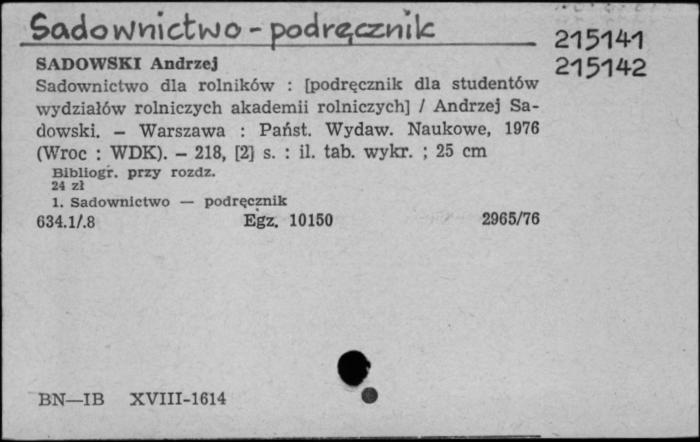 Sadownictwo - podręcznik
215141
215142
SADOWSKI Andrzej
Sadownictwo dla rolników : [podręcznik dla studentów
wydziałów rolniczych akademii rolniczych] / Andrzej Sa-
dowski. — Warszawa : Państ. Wydaw. Naukowe, 1976
(Wroc : WDK). — 218, [2] s. : il. tab. wykr. ; 25 cm
Bibliogr. przy rozdz.
24 zł
1. Sadownictwo — podręcznik
634.1/.8 Egz. 10150 2965/76
BN—IB XVIII-1614